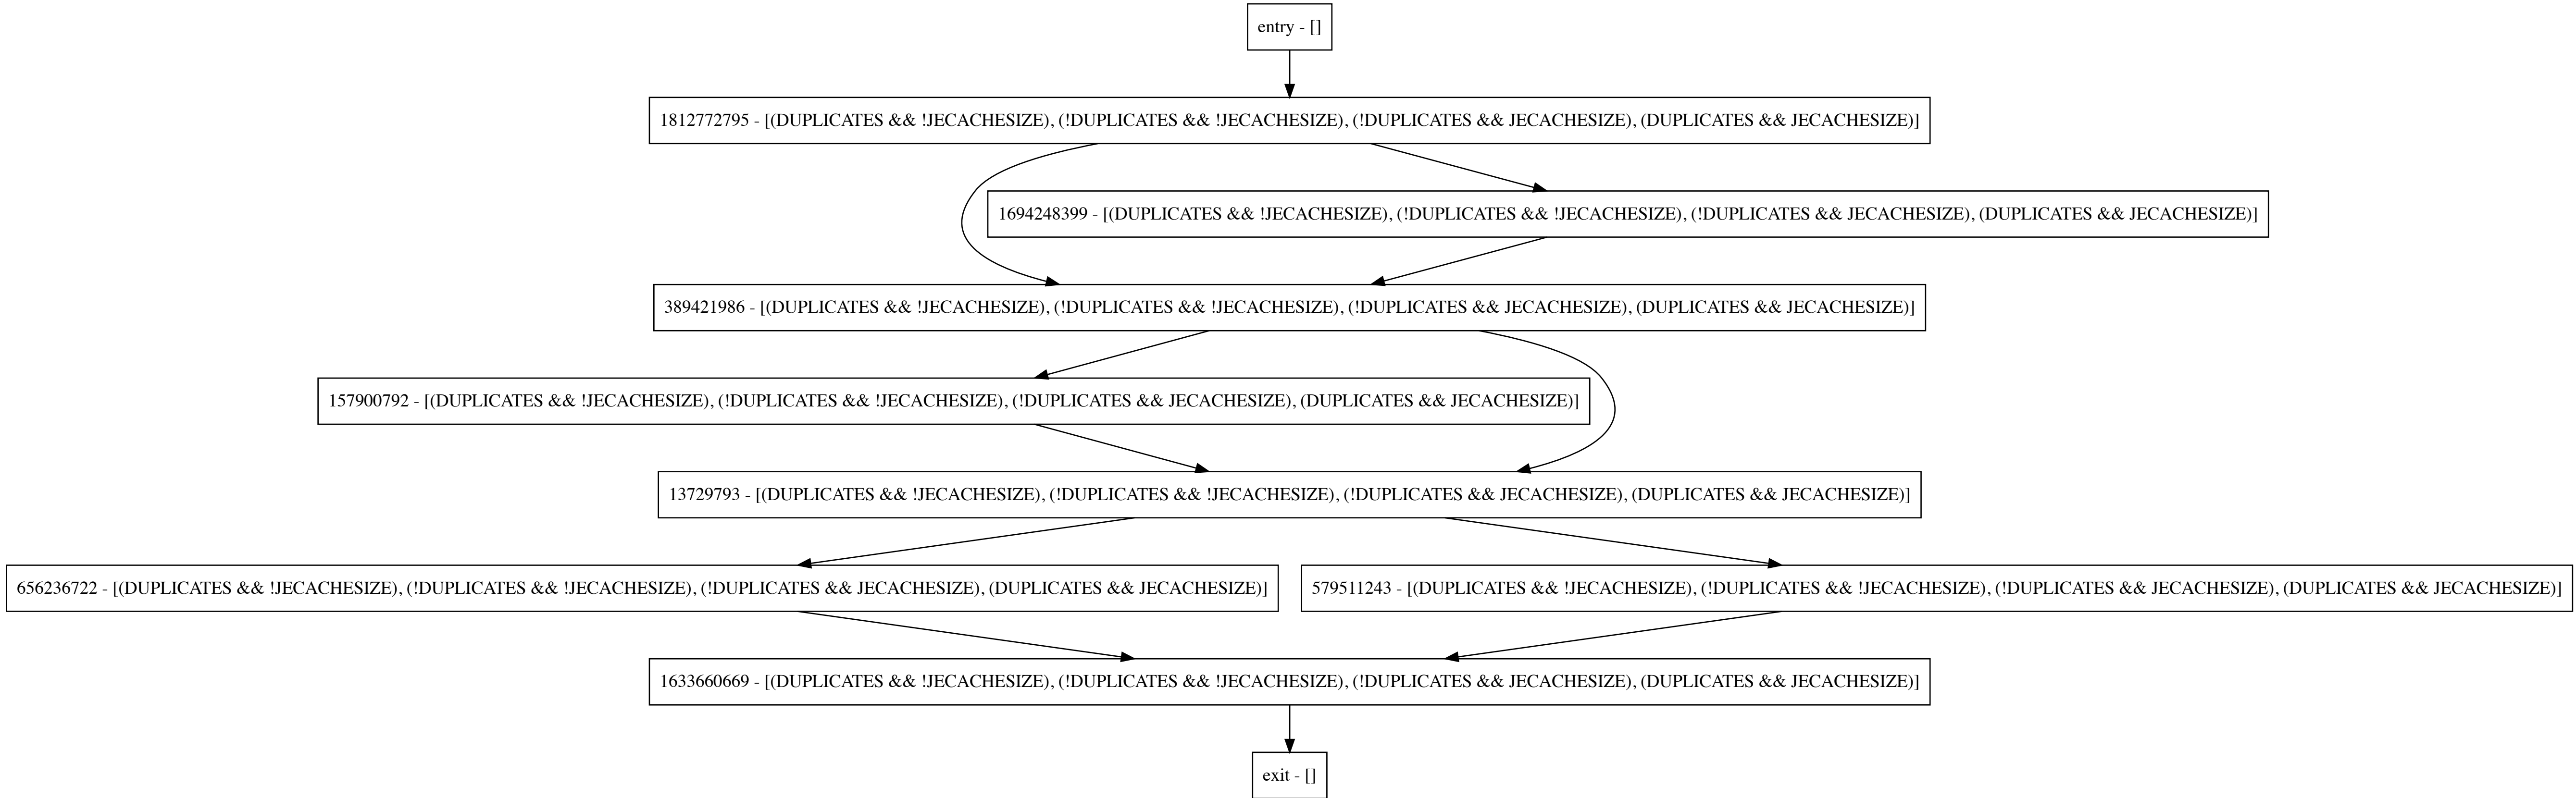 entry - []
1812772795 - [(DUPLICATES && !JECACHESIZE), (!DUPLICATES && !JECACHESIZE), (!DUPLICATES && JECACHESIZE), (DUPLICATES && JECACHESIZE)]
1694248399 - [(DUPLICATES && !JECACHESIZE), (!DUPLICATES && !JECACHESIZE), (!DUPLICATES && JECACHESIZE), (DUPLICATES && JECACHESIZE)]
389421986 - [(DUPLICATES && !JECACHESIZE), (!DUPLICATES && !JECACHESIZE), (!DUPLICATES && JECACHESIZE), (DUPLICATES && JECACHESIZE)]
157900792 - [(DUPLICATES && !JECACHESIZE), (!DUPLICATES && !JECACHESIZE), (!DUPLICATES && JECACHESIZE), (DUPLICATES && JECACHESIZE)]
13729793 - [(DUPLICATES && !JECACHESIZE), (!DUPLICATES && !JECACHESIZE), (!DUPLICATES && JECACHESIZE), (DUPLICATES && JECACHESIZE)]
656236722 - [(DUPLICATES && !JECACHESIZE), (!DUPLICATES && !JECACHESIZE), (!DUPLICATES && JECACHESIZE), (DUPLICATES && JECACHESIZE)]
579511243 - [(DUPLICATES && !JECACHESIZE), (!DUPLICATES && !JECACHESIZE), (!DUPLICATES && JECACHESIZE), (DUPLICATES && JECACHESIZE)]
1633660669 - [(DUPLICATES && !JECACHESIZE), (!DUPLICATES && !JECACHESIZE), (!DUPLICATES && JECACHESIZE), (DUPLICATES && JECACHESIZE)]
exit - []